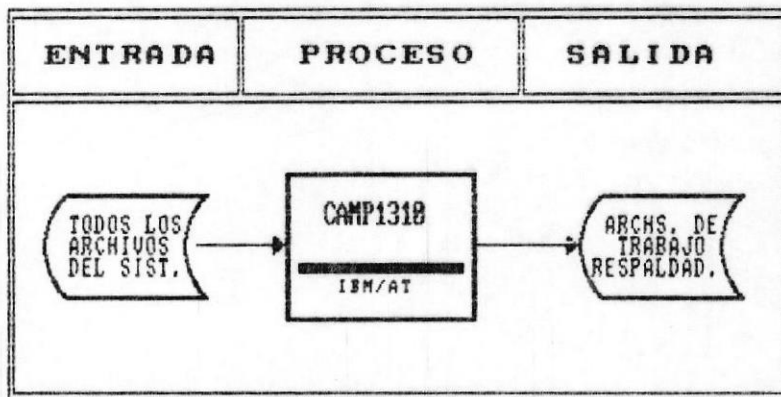 ENTRADA PROCESO SALIDA
TODOS LOS
ARCHIVOS
DEL SIST.
CAMP1310
IBM/AT
ARCHS. DE
TRABAJO
RESPALDAD.